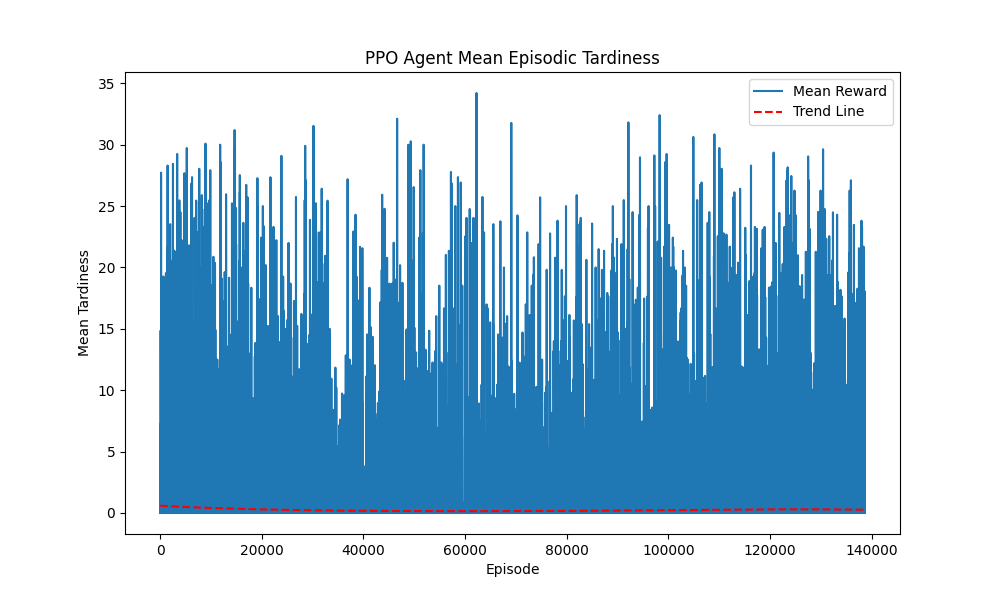 PPO Agent Mean Episodic Tardiness
Mean Reward
Trend Line
Mean Tardiness
35
30
25
20
15
10
5
0
0 20000 40000 60000 80000 100000 120000 140000
Episode